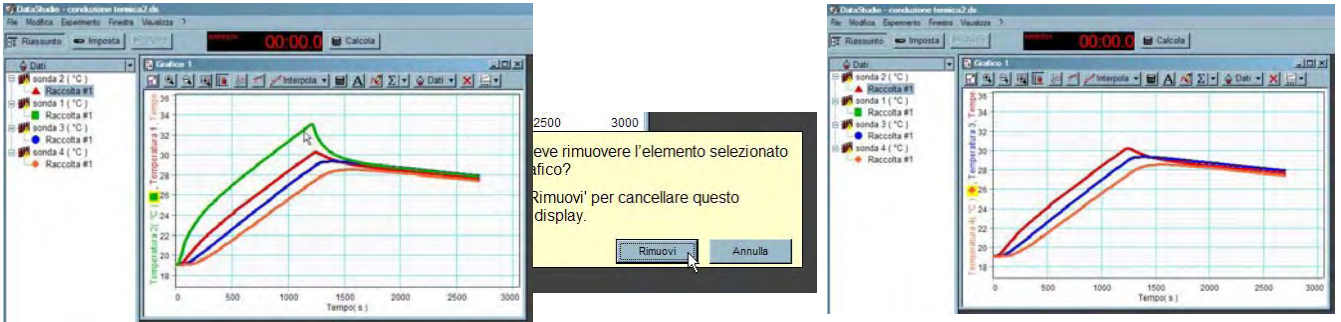 DataStudio - conduzione termica2.ds
File Modifica Esperimento Finestra Visualizza ?
Riassunto Imposta 00:00.0 Calcola
Dati
sonda 2 ( °C )
Raccolta #1
sonda 1 ( °C )
Raccolta #1
sonda 3 ( °C )
Raccolta #1
sonda 4 ( °C )
Raccolta #1
Grafico 1
Interpola A Σ Dati
36
34
32
30
28
26
24
22
20
18
0 500 1000 1500 2000 2500 3000
Tempo( s )
2500 3000
eve rimuovere l'elemento selezionato
afico?
Rimuovi' per cancellare questo
display.
Rimuovi Annulla
DataStudio - conduzione termica2.ds
File Modifica Esperimento Finestra Visualizza ?
Riassunto Imposta 00:00.0 Calcola
Dati
sonda 2 ( °C )
Raccolta #1
sonda 1 ( °C )
Raccolta #1
sonda 3 ( °C )
Raccolta #1
sonda 4 ( °C )
Raccolta #1
Grafico 1
Interpola A Σ Dati
36
34
32
30
28
26
24
22
20
18
Temperatura 4( °C ) , Temperatura 3, Tempe
0 500 1000 1500 2000 2500 3000
Tempo( s )